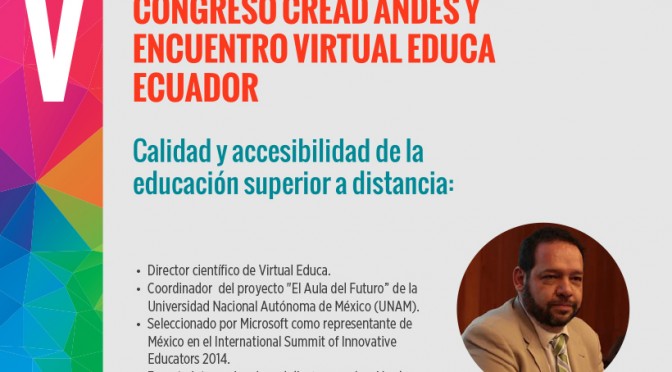 V
CONGRESO CREAD ANDES Y
ENCUENTRO VIRTUAL EDUCA
ECUADOR
Calidad y accesibilidad de la
educación superior a distancia:
• Director científico de Virtual Educa.
• Coordinador del proyecto "El Aula del Futuro" de la
Universidad Nacional Autónoma de México (UNAM).
• Seleccionado por Microsoft como representante de
México en el International Summit of Innovative
Educators 2014.